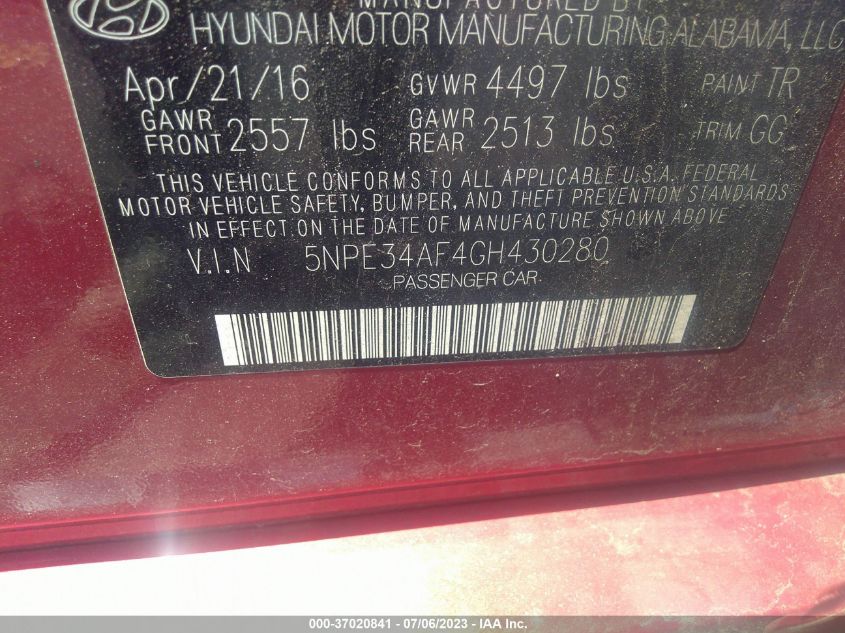 MANUFACTURED BY
HYUNDAI MOTOR MANUFACTURING ALABAMA, LLC
Apr/21/16 GVWR 4497 lbs PAINT TR
GAWR FRONT 2557 lbs GAWR REAR 2513 lbs TRIM GG
THIS VEHICLE CONFORMS TO ALL APPLICABLE U.S.A. FEDERAL
MOTOR VEHICLE SAFETY, BUMPER, AND THEFT PREVENTION STANDARDS
IN EFFECT ON THE DATE OF MANUFACTURE SHOWN ABOVE
V.I.N 5NPE34AF4GH430280
PASSENGER CAR
000-37020841 - 07/06/2023 - © IAA Inc.